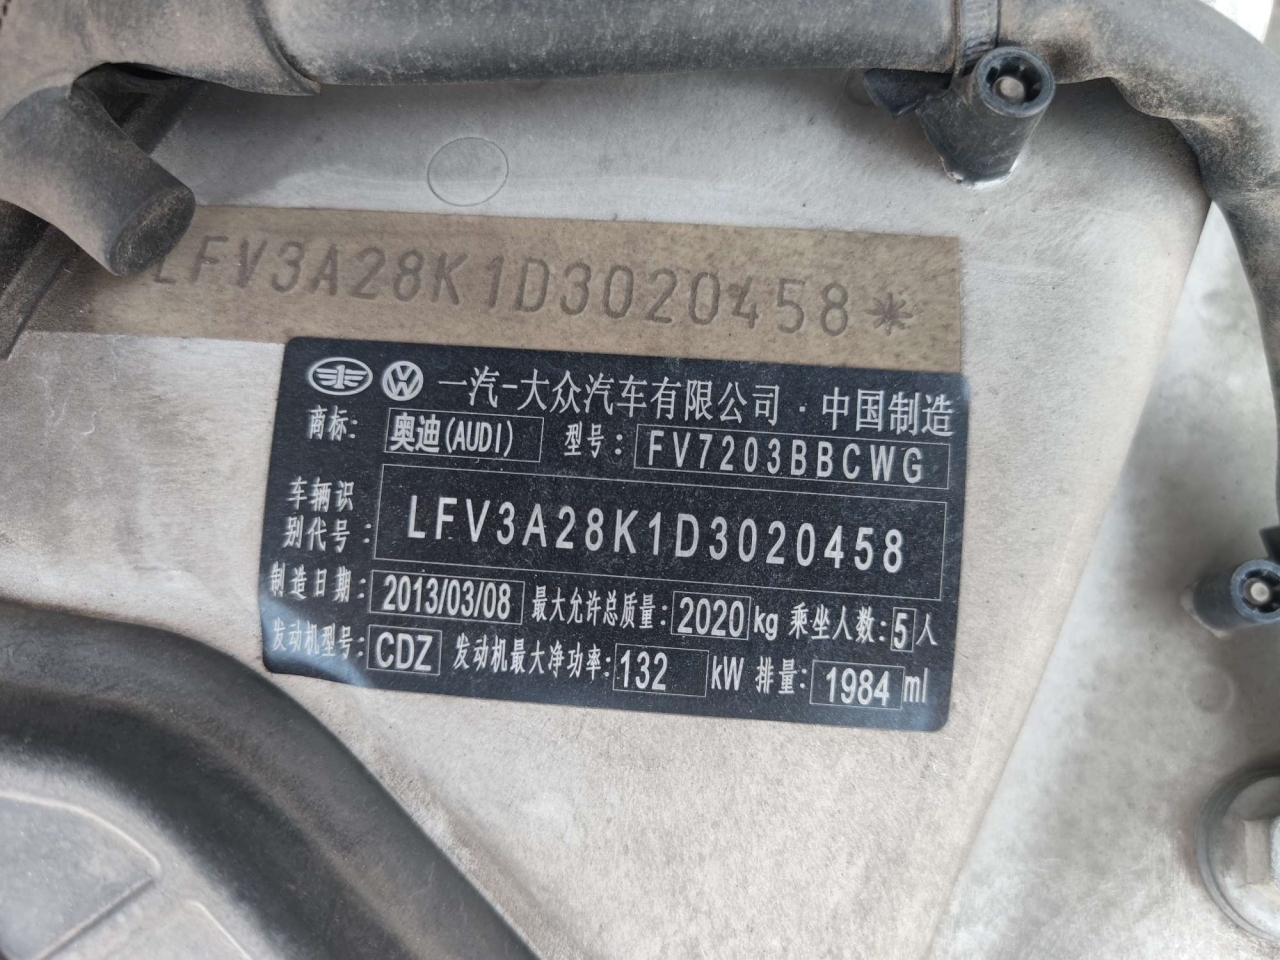 LFV3A28K1D3020458*
一汽-大众汽车有限公司·中国制造
商标: 奥迪(AUDI) 型号: FV7203BBCWG
车辆识
别代号: LFV3A28K1D3020458
制造日期: 2013/03/08 最大允许总质量: 2020 kg 乘坐人数: 5 人
发动机型号: CDZ 发动机最大净功率: 132 kW 排量: 1984 ml